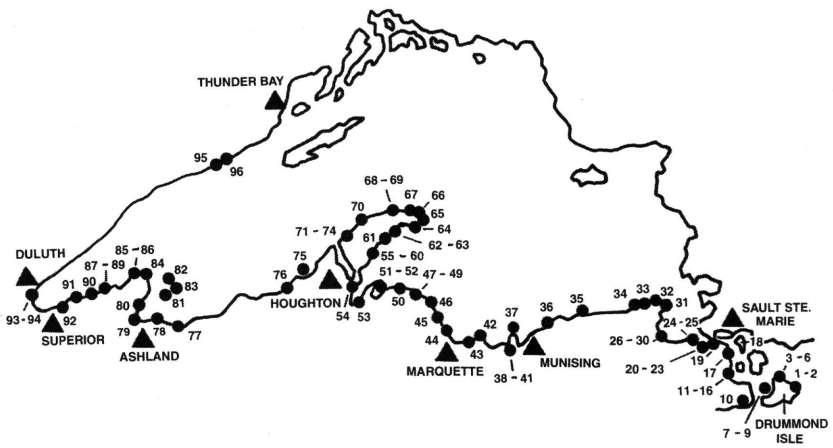 THUNDER BAY
95
96
68 - 69
67
66
65
64
70
71 - 74
61
62 - 63
75
55 - 60
76
HOUGHTON
51 - 52
47 - 49
54
53
50
46
45
44
43
42
MARQUETTE
37
38 - 41
MUNISING
36
35
34
33
32
31
24 - 25
26 - 30
20 - 23
SAULT STE.
MARIE
18
19
17
11 - 16
10
3 - 6
1 - 2
7 - 9
DRUMMOND
ISLE
DULUTH
93 - 94
SUPERIOR
92
91
90
87 - 89
85 - 86
84
82
83
81
80
79
78
77
ASHLAND